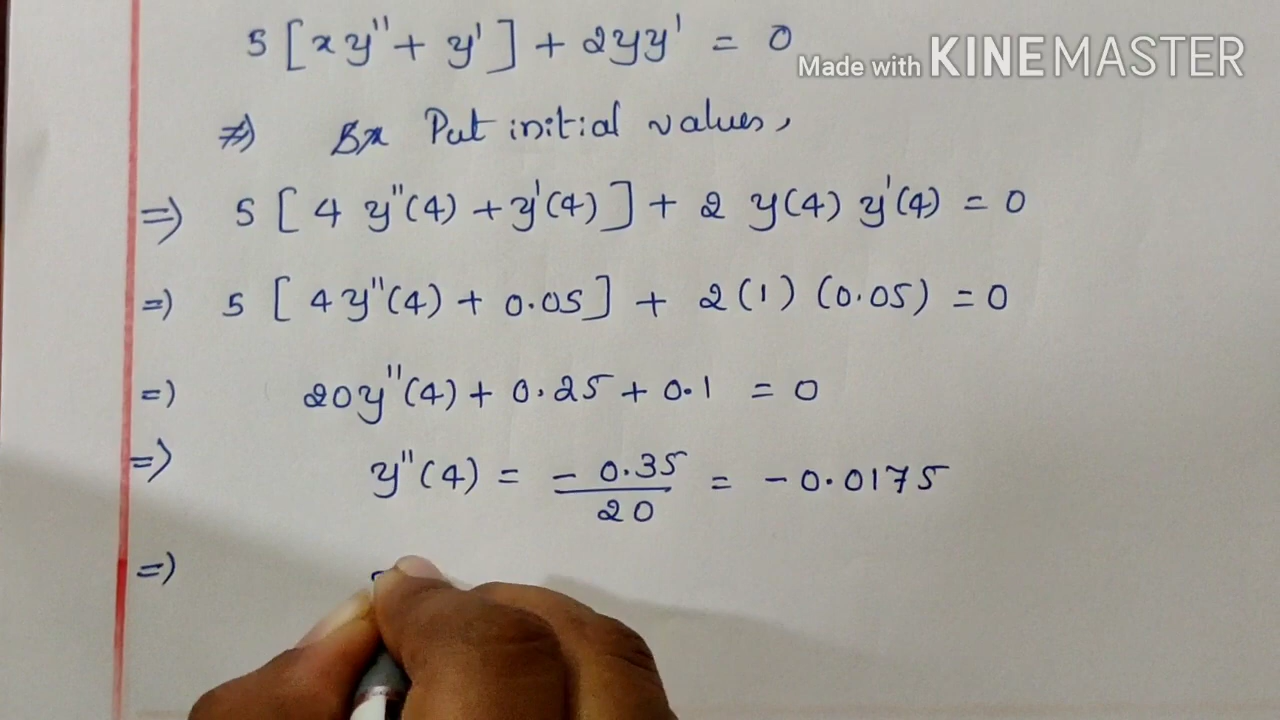 5 [ x y'' + y' ] + 2yy' = 0
Made with KINEMASTER
⇒) Put initial values,
=) 5 [ 4 y''(4) + y'(4) ] + 2 y(4) y'(4) = 0
=) 5 [ 4 y''(4) + 0.05 ] + 2 (1) (0.05) = 0
=) 20y''(4) + 0.25 + 0.1 = 0
=) y''(4) = - 0.35 / 20 = - 0.0175
=)